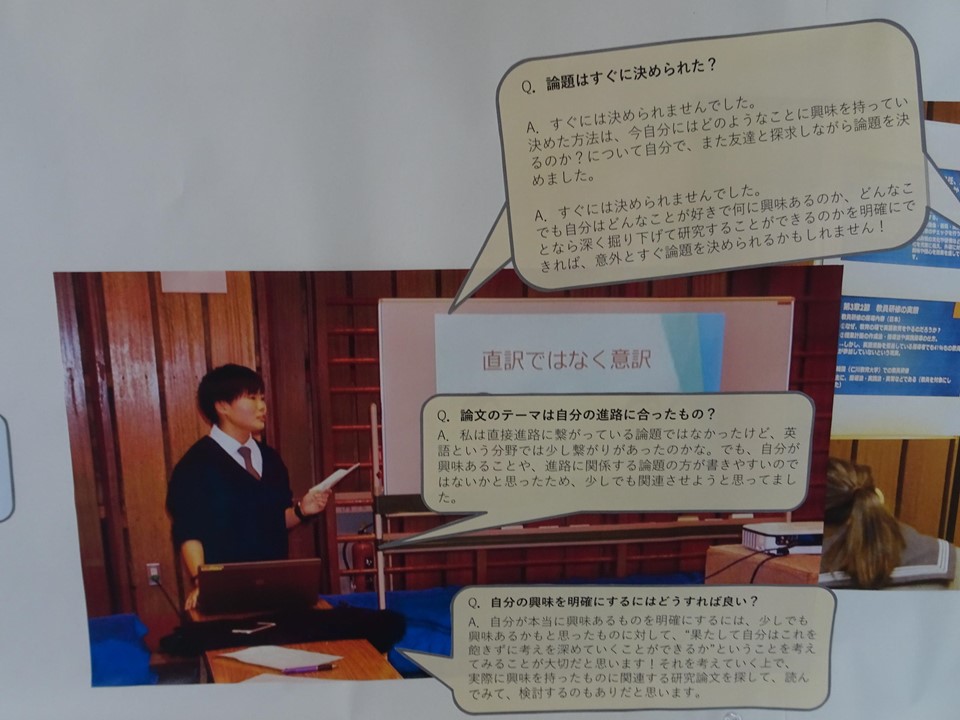 Q. 論題はすぐに決められた？
A. すぐには決められませんでした。
決めた方法は、今自分にはどのようなことに興味を持ってい
るのか？について自分で、また友達と探求しながら論題を決
めました。
A. すぐには決められませんでした。
でも自分はどんなことが好きで何に興味あるのか、どんなこ
となら深く掘り下げて研究することができるのかを明確にで
きれば、意外とすぐ論題を決められるかもしれません！
直訳ではなく意訳
Q. 論文のテーマは自分の進路に合ったもの？
A. 私は直接進路に繋がっている論題ではなかったけど、英
語という分野では少し繋がりがあったのかな。でも、自分が
興味あることや、進路に関係する論題の方が書きやすいので
はないかと思ったため、少しでも関連させようと思ってまし
た。
Q. 自分の興味を明確にするにはどうすれば良い？
A. 自分が本当に興味あるものを明確にするには、少しでも
興味あるかもと思ったものに対して、“果たして自分はこれを
飽きずに考えを深めていくことができるか”ということを考え
てみることが大切だと思います！それを考えていく上で、
実際に興味を持ったものに関連する研究論文を探して、読ん
でみて、検討するのもありだと思います。
第3章2節 教員研修の実態